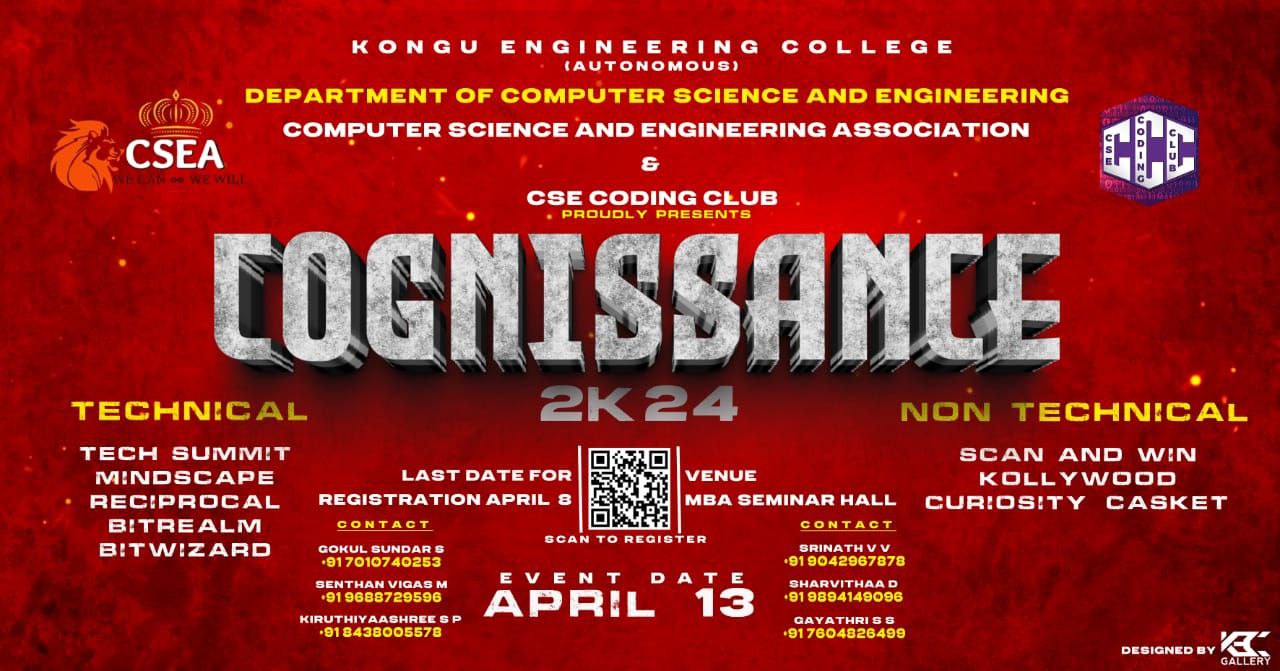 KONGU ENGINEERING COLLEGE
(AUTONOMOUS)
DEPARTMENT OF COMPUTER SCIENCE AND ENGINEERING
COMPUTER SCIENCE AND ENGINEERING ASSOCIATION
&
CSE CODING CLUB
PROUDLY PRESENTS
CSEA
WE CAN ∞ WE WILL
CSE
CODING
CLUB
CCC
COGNISSANCE
2K24
TECHNICAL
TECH SUMMIT
MINDSCAPE
RECIPROCAL
BITREALM
BITWIZARD
NON TECHNICAL
SCAN AND WIN
KOLLYWOOD
CURIOSITY CASKET
LAST DATE FOR
REGISTRATION APRIL 8
VENUE
MBA SEMINAR HALL
SCAN TO REGISTER
CONTACT
GOKUL SUNDAR S
+91 7010740253
SENTHAN VIGAS M
+91 9688729596
KIRUTHIYAASHREE S P
+91 8438005578
EVENT DATE
APRIL 13
CONTACT
SRINATH V V
+91 9042967878
SHARVITHAA D
+91 9894149096
GAYATHRI S S
+91 7604826499
DESIGNED BY
GALLERY